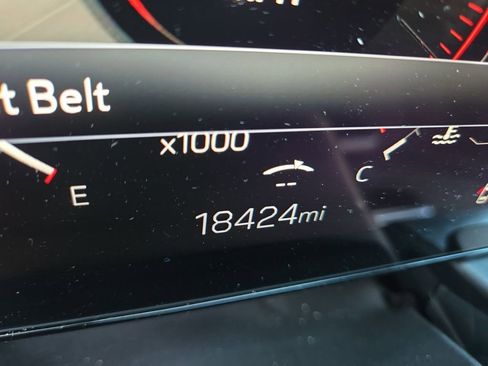 t Belt
x1000
E
--
C
18424mi